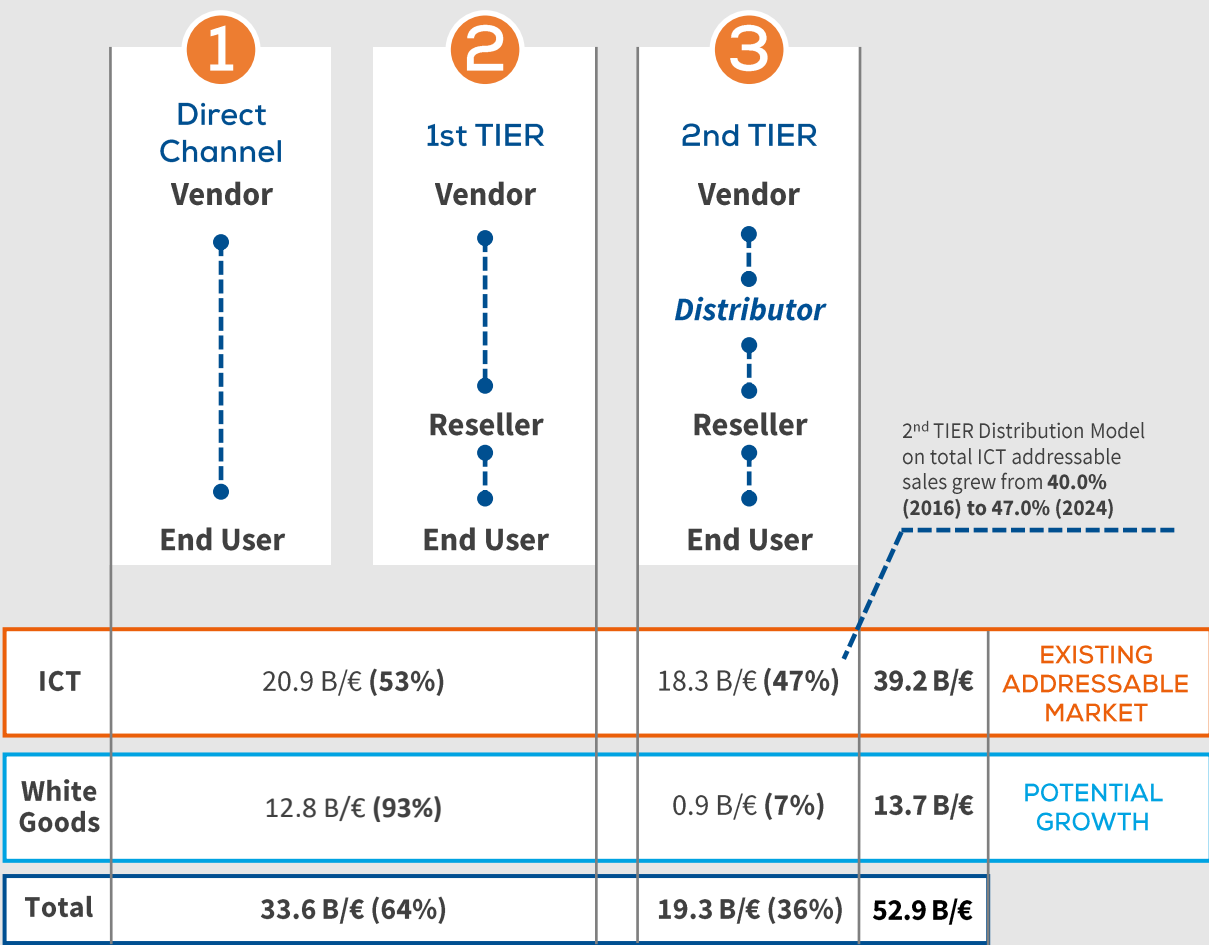 1
Direct
Channel
Vendor
End User
2
1st TIER
Vendor
Reseller
End User
3
2nd TIER
Vendor
Distributor
Reseller
End User
2nd TIER Distribution Model
on total ICT addressable
sales grew from 40.0%
(2016) to 47.0% (2024)
ICT
20.9 B/€ (53%)
18.3 B/€ (47%)
39.2 B/€
EXISTING
ADDRESSABLE
MARKET
White
Goods
12.8 B/€ (93%)
0.9 B/€ (7%)
13.7 B/€
POTENTIAL
GROWTH
Total
33.6 B/€ (64%)
19.3 B/€ (36%)
52.9 B/€